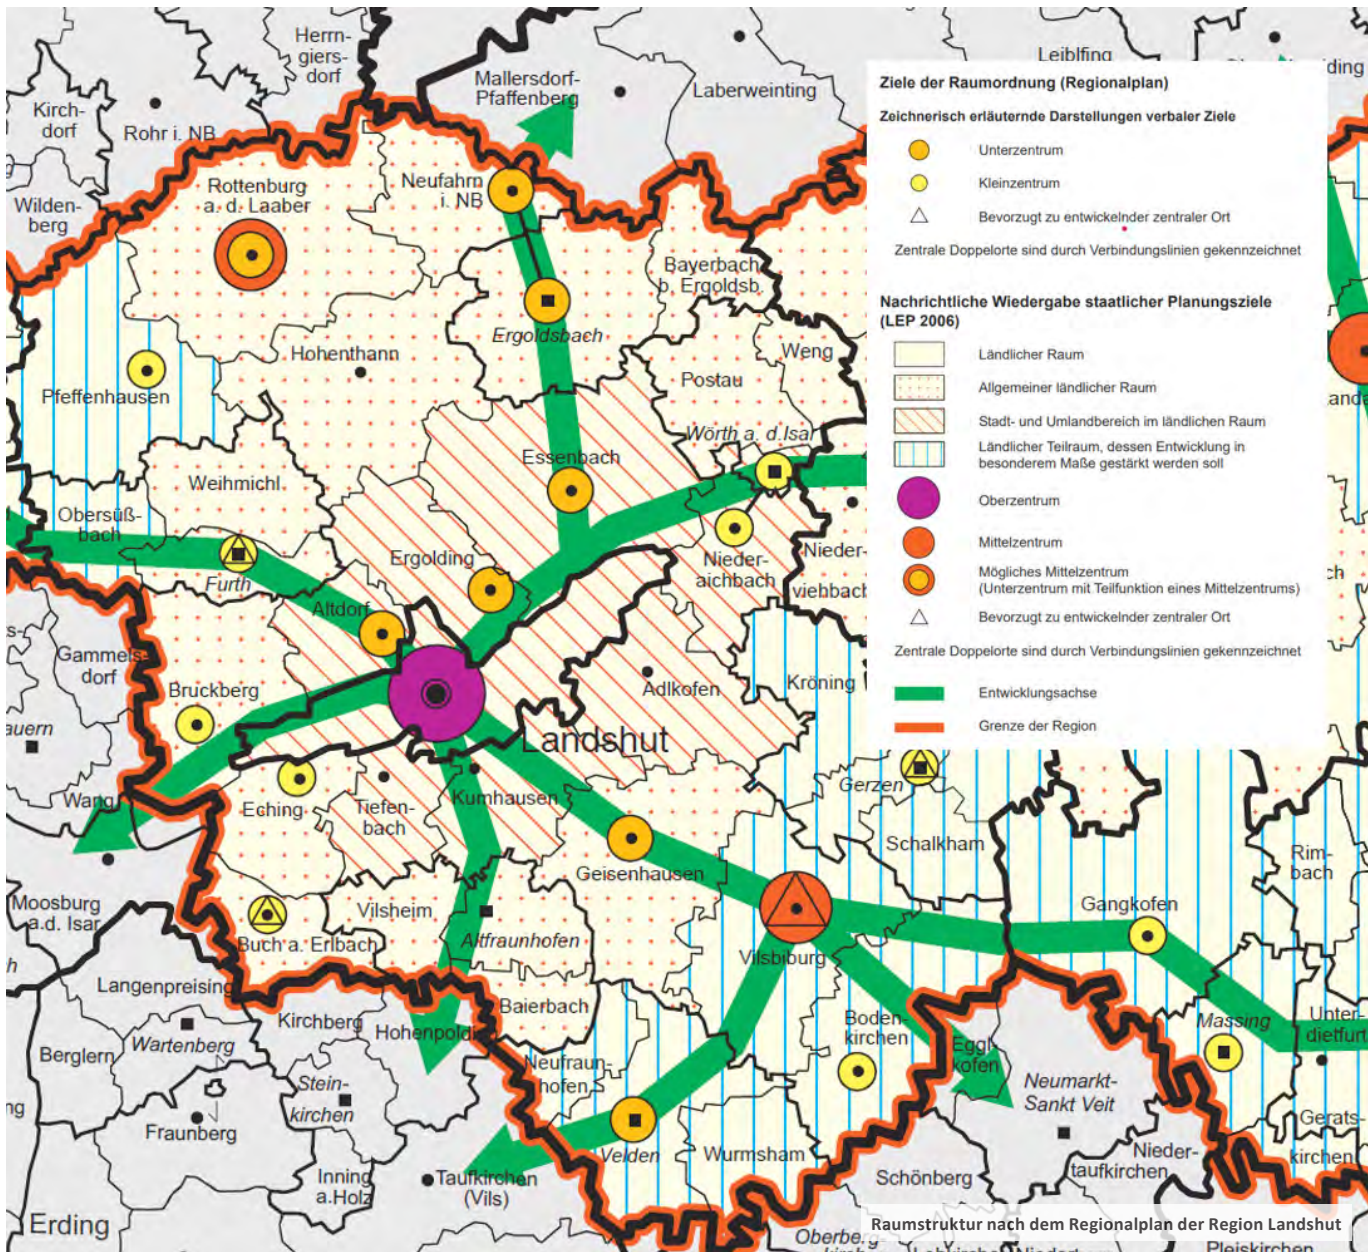 Herrn-
giers-
dorf
Leiblfing
ding
Mallersdorf-
Pfaffenberg
Laberweinting
Kirch-
dorf
Rohr i. NB
Wilden-
berg
Rottenburg
a. d. Laaber
Neufahrn
i. NB
Bayerbach
b. Ergoldsb.
Ergoldsbach
Hohenthann
Weng
Postau
Pfeffenhausen
Wörth a. d.Isar
Essenbach
Weihmichl
Obersüß-
bach
Ergolding
Nieder-
aichbach
Nieder-
viehbach
Furth
Altdorf
Gammels-
dorf
Bruckberg
Adlkofen
Kröning
auern
Landshut
Wang
Eching
Tiefen-
bach
Kumhausen
Gerzen
Schalkham
Geisenhausen
Rim-
bach
Moosburg
a.d. Isar
Vilsheim
Gangkofen
Buch a. Erlbach
Altfraunhofen
Vilsbiburg
Langenpreising
Baierbach
Kirchberg
Hohenpoldi
Boden-
kirchen
Massing
Unter-
dietfurt
Wartenberg
Berglern
Neufraun-
hofen
Eggl-
kofen
Stein-
kirchen
Neumarkt-
Sankt Veit
Fraunberg
Gerats-
kirchen
Velden
Wurmsham
Nieder-
taufkirchen
Inning
a.Holz
Taufkirchen
(Vils)
Schönberg
Erding
Oberberg-
Pleiskirchen
Ziele der Raumordnung (Regionalplan)
Zeichnerisch erläuternde Darstellungen verbaler Ziele
Unterzentrum
Kleinzentrum
Bevorzugt zu entwickelnder zentraler Ort
Zentrale Doppelorte sind durch Verbindungslinien gekennzeichnet
Nachrichtliche Wiedergabe staatlicher Planungsziele
(LEP 2006)
Ländlicher Raum
Allgemeiner ländlicher Raum
Stadt- und Umlandbereich im ländlichen Raum
Ländlicher Teilraum, dessen Entwicklung in
besonderem Maße gestärkt werden soll
Oberzentrum
Mittelzentrum
Mögliches Mittelzentrum
(Unterzentrum mit Teilfunktion eines Mittelzentrums)
Bevorzugt zu entwickelnder zentraler Ort
Zentrale Doppelorte sind durch Verbindungslinien gekennzeichnet
Entwicklungsachse
Grenze der Region
Raumstruktur nach dem Regionalplan der Region Landshut